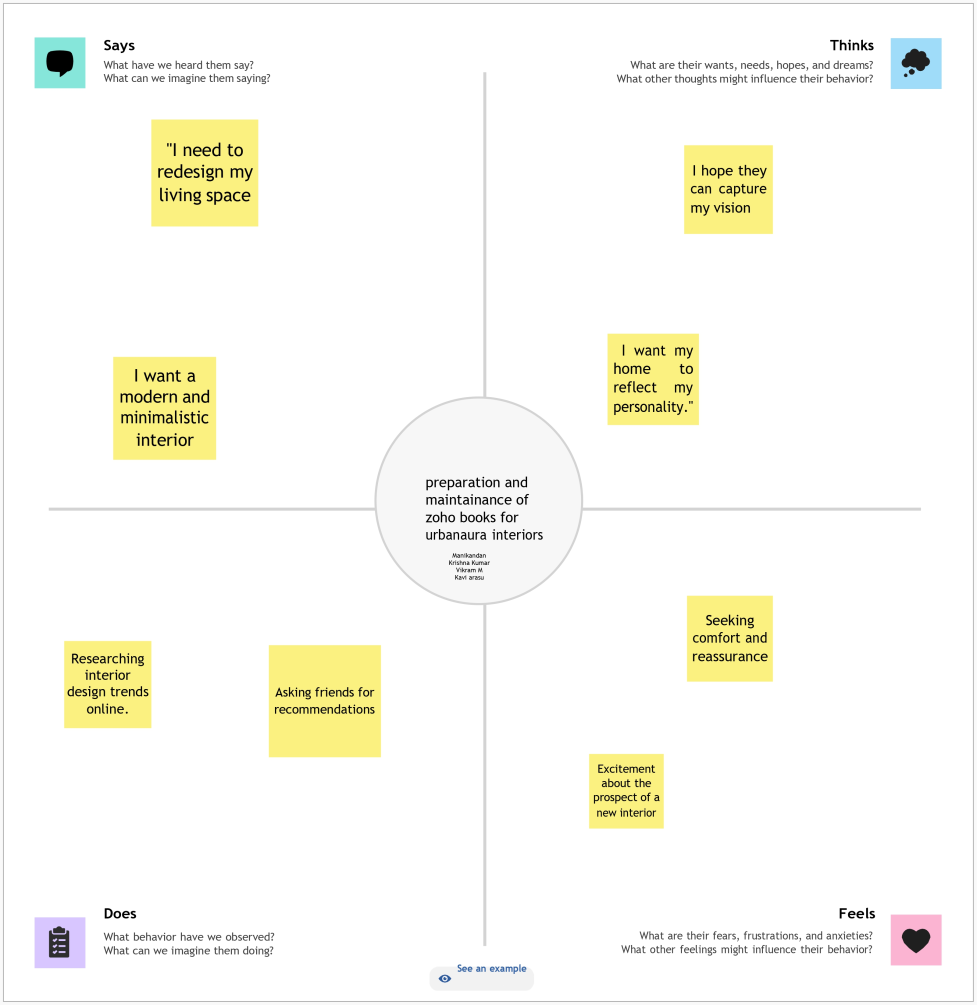 Says
What have we heard them say?
What can we imagine them saying?
Thinks
What are their wants, needs, hopes, and dreams?
What other thoughts might influence their behavior?
"I need to
redesign my
living space
I hope they
can capture
my vision
I want my
home to
reflect my
personality."
I want a
modern and
minimalistic
interior
preparation and
maintainance of
zoho books for
urbanaura interiors
Manikandan
Krishna Kumar
Vikram M
Kavi arasu
Researching
interior
design trends
online.
Asking friends for
recommendations
Seeking
comfort and
reassurance
Excitement
about the
prospect of a
new interior
Does
What behavior have we observed?
What can we imagine them doing?
Feels
What are their fears, frustrations, and anxieties?
What other feelings might influence their behavior?
See an example